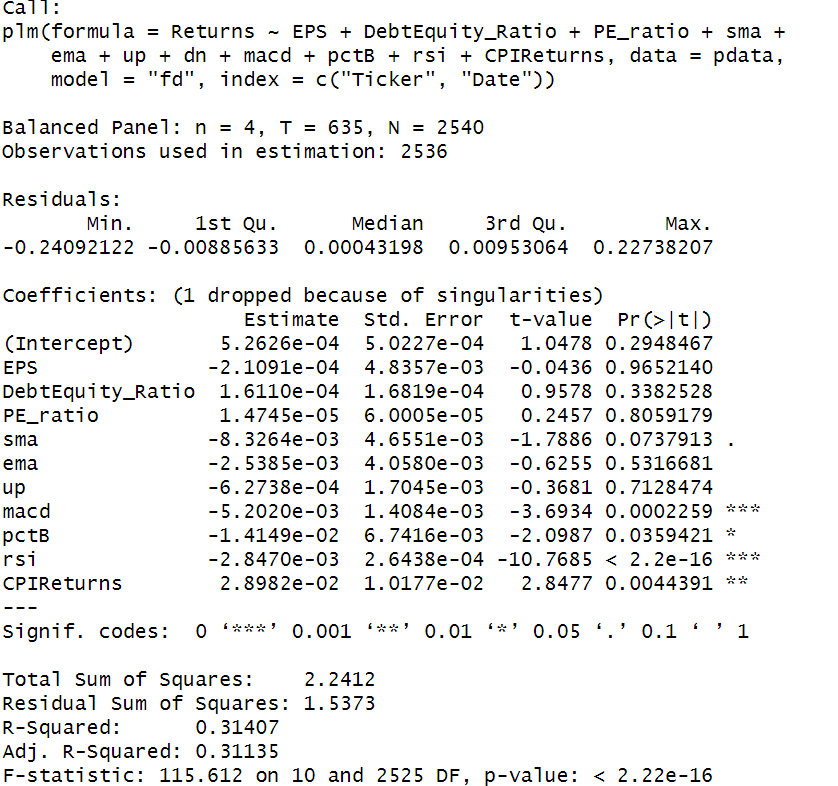 Call:
plm(formula = Returns ~ EPS + DebtEquity_Ratio + PE_ratio + sma +
    ema + up + dn + macd + pctB + rsi + CPIReturns, data = pdata,
    model = "fd", index = c("Ticker", "Date"))

Balanced Panel: n = 4, T = 635, N = 2540
Observations used in estimation: 2536

Residuals:
       Min.     1st Qu.      Median     3rd Qu.        Max.
-0.24092122 -0.00885633  0.00043198  0.00953064  0.22738207

Coefficients: (1 dropped because of singularities)
                    Estimate  Std. Error  t-value  Pr(>|t|)
(Intercept)       5.2626e-04  5.0227e-04   1.0478 0.2948467
EPS              -2.1091e-04  4.8357e-03  -0.0436 0.9652140
DebtEquity_Ratio  1.6110e-04  1.6819e-04   0.9578 0.3382528
PE_ratio          1.4745e-05  6.0005e-05   0.2457 0.8059179
sma              -8.3264e-03  4.6551e-03  -1.7886 0.0737913 .
ema              -2.5385e-03  4.0580e-03  -0.6255 0.5316681
up               -6.2738e-04  1.7045e-03  -0.3681 0.7128474
macd             -5.2020e-03  1.4084e-03  -3.6934 0.0002259 ***
pctB             -1.4149e-02  6.7416e-03  -2.0987 0.0359421 *
rsi              -2.8470e-03  2.6438e-04 -10.7685 < 2.2e-16 ***
CPIReturns        2.8982e-02  1.0177e-02   2.8477 0.0044391 **
---
Signif. codes:  0 ‘***’ 0.001 ‘**’ 0.01 ‘*’ 0.05 ‘.’ 0.1 ‘ ’ 1

Total Sum of Squares:    2.2412
Residual Sum of Squares: 1.5373
R-Squared:      0.31407
Adj. R-Squared: 0.31135
F-statistic: 115.612 on 10 and 2525 DF, p-value: < 2.22e-16